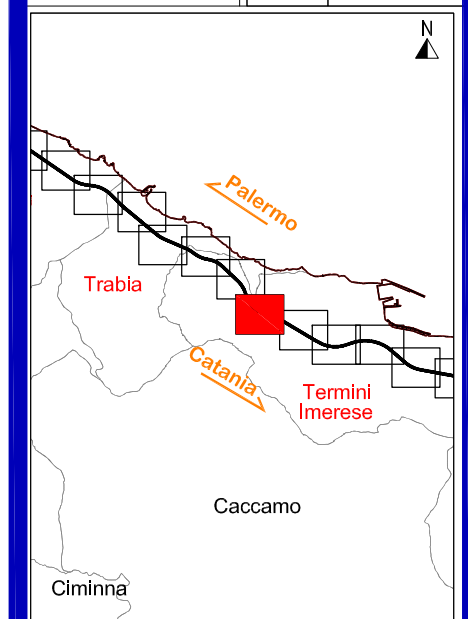 N
Palermo
Trabia
Catania
Termini
Imerese
Caccamo
Ciminna